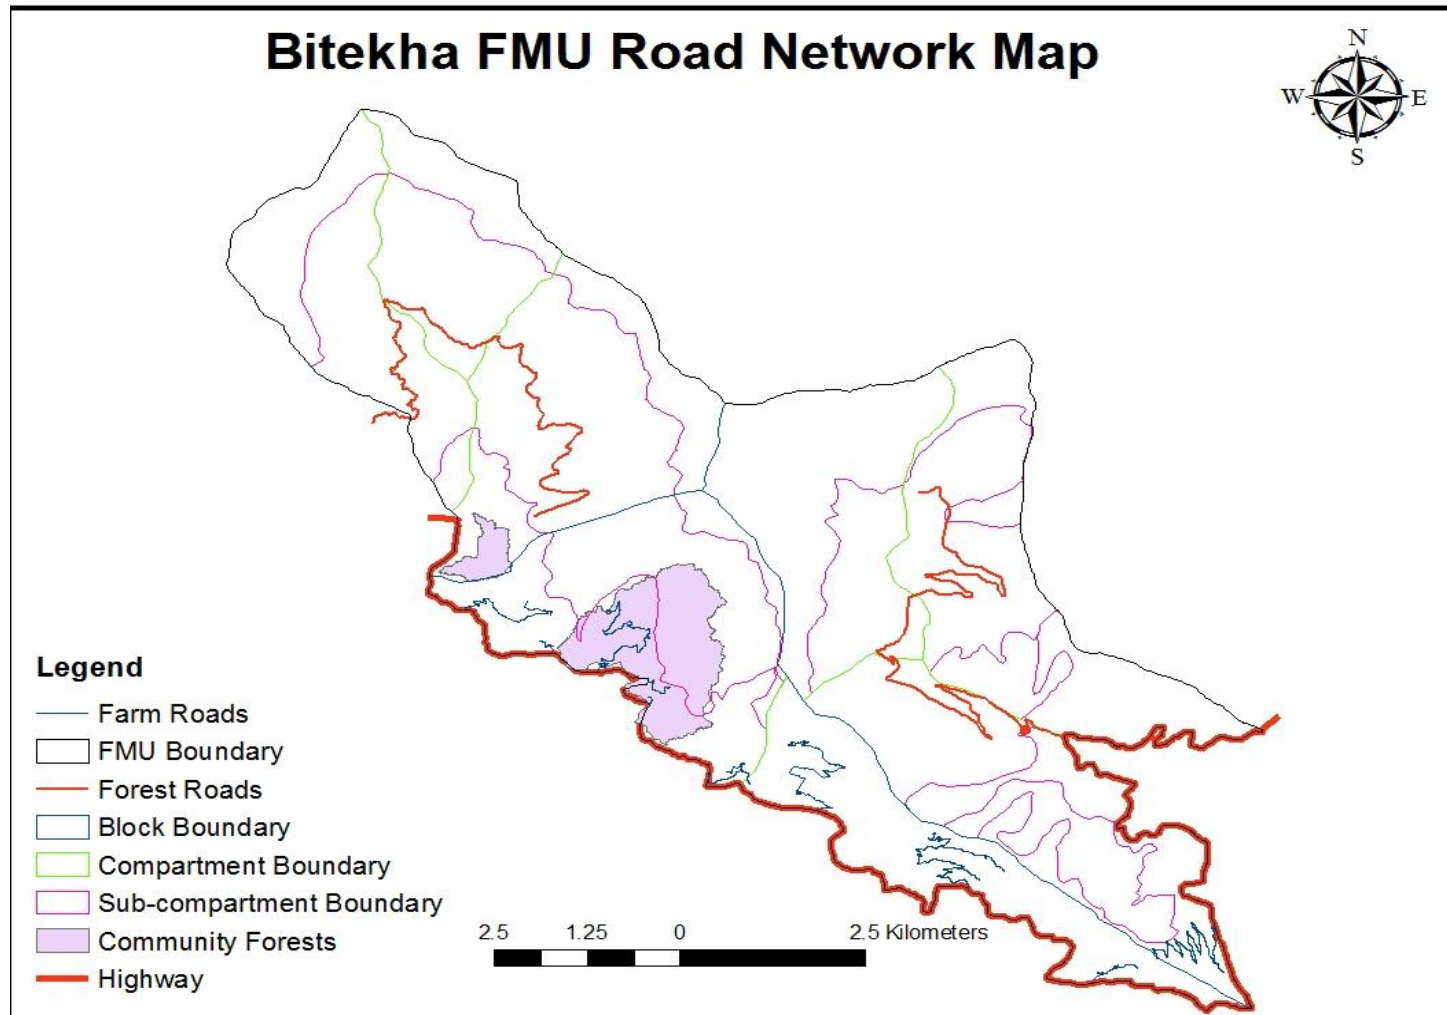 Bitekha FMU Road Network Map
N
W E
S
Legend
Farm Roads
FMU Boundary
Forest Roads
Block Boundary
Compartment Boundary
Sub-compartment Boundary
Community Forests
Highway
2.5 1.25 0 2.5 Kilometers